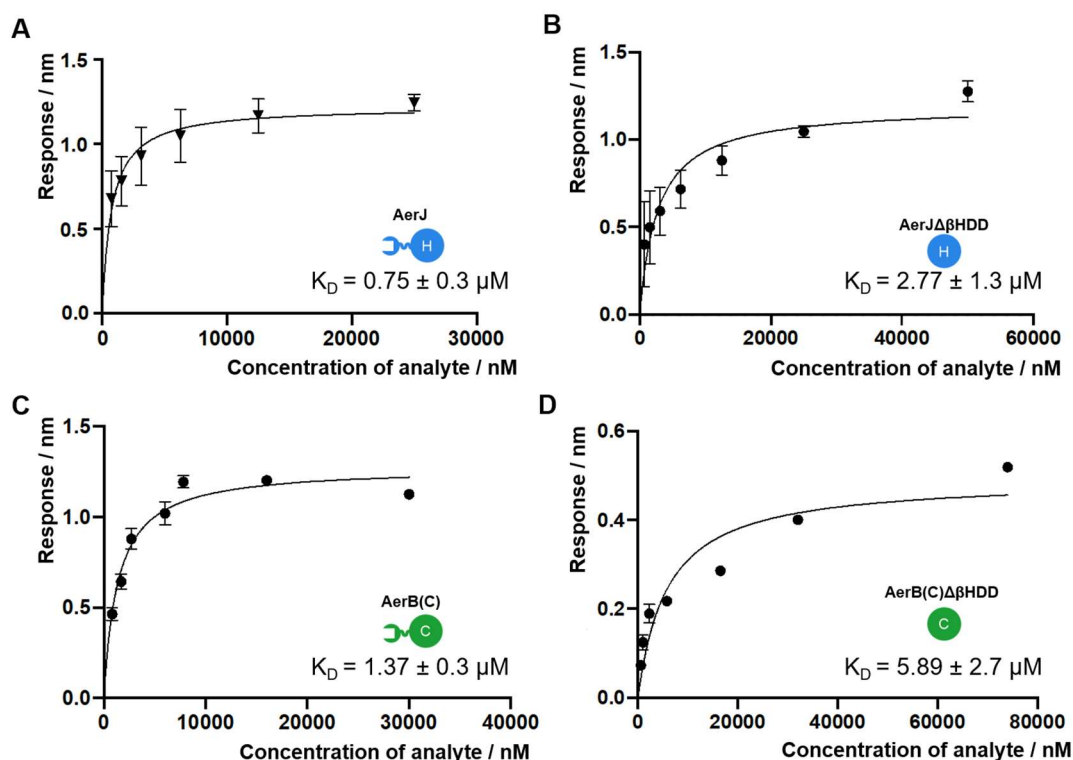 A
Response / nm
1.5
1.0
0.5
0.0
0
10000
20000
30000
Concentration of analyte / nM
AerJ
H
K_D = 0.75 ± 0.3 µM
B
Response / nm
1.5
1.0
0.5
0.0
0
20000
40000
60000
Concentration of analyte / nM
AerJΔβHDD
H
K_D = 2.77 ± 1.3 µM
C
Response / nm
1.5
1.0
0.5
0.0
0
10000
20000
30000
40000
Concentration of analyte / nM
AerB(C)
C
K_D = 1.37 ± 0.3 µM
D
Response / nm
0.6
0.4
0.2
0.0
0
20000
40000
60000
80000
Concentration of analyte / nM
AerB(C)ΔβHDD
C
K_D = 5.89 ± 2.7 µM